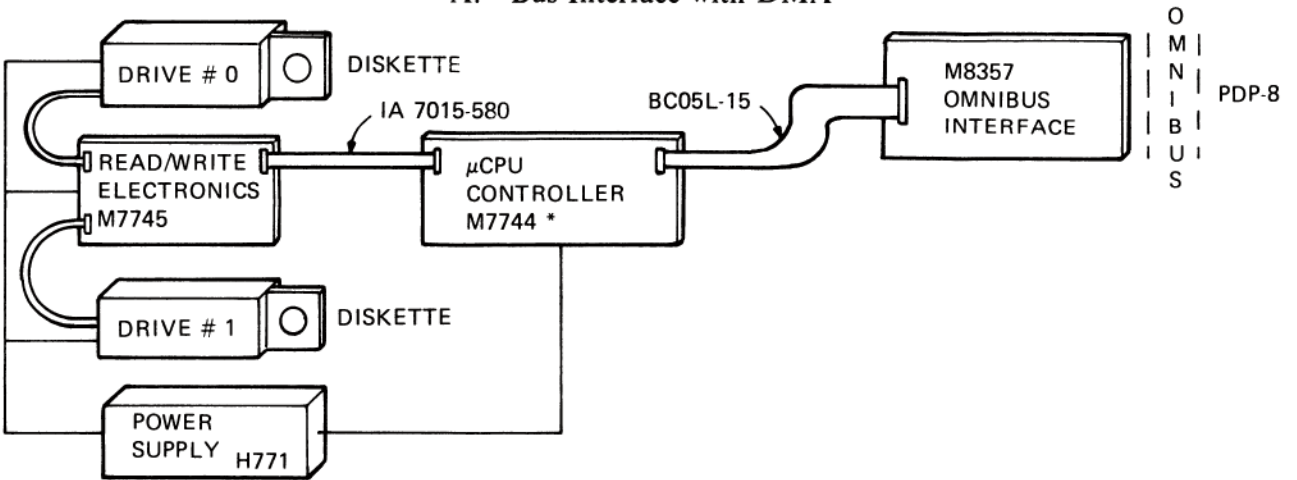 A. Bus Interface with DMA
DRIVE # 0
DISKETTE
IA 7015-580
BC05L-15
M8357
OMNIBUS
INTERFACE
OMNIBUS
PDP-8
READ/WRITE
ELECTRONICS
M7745
μCPU
CONTROLLER
M7744 *
DRIVE # 1
DISKETTE
POWER
SUPPLY
H771